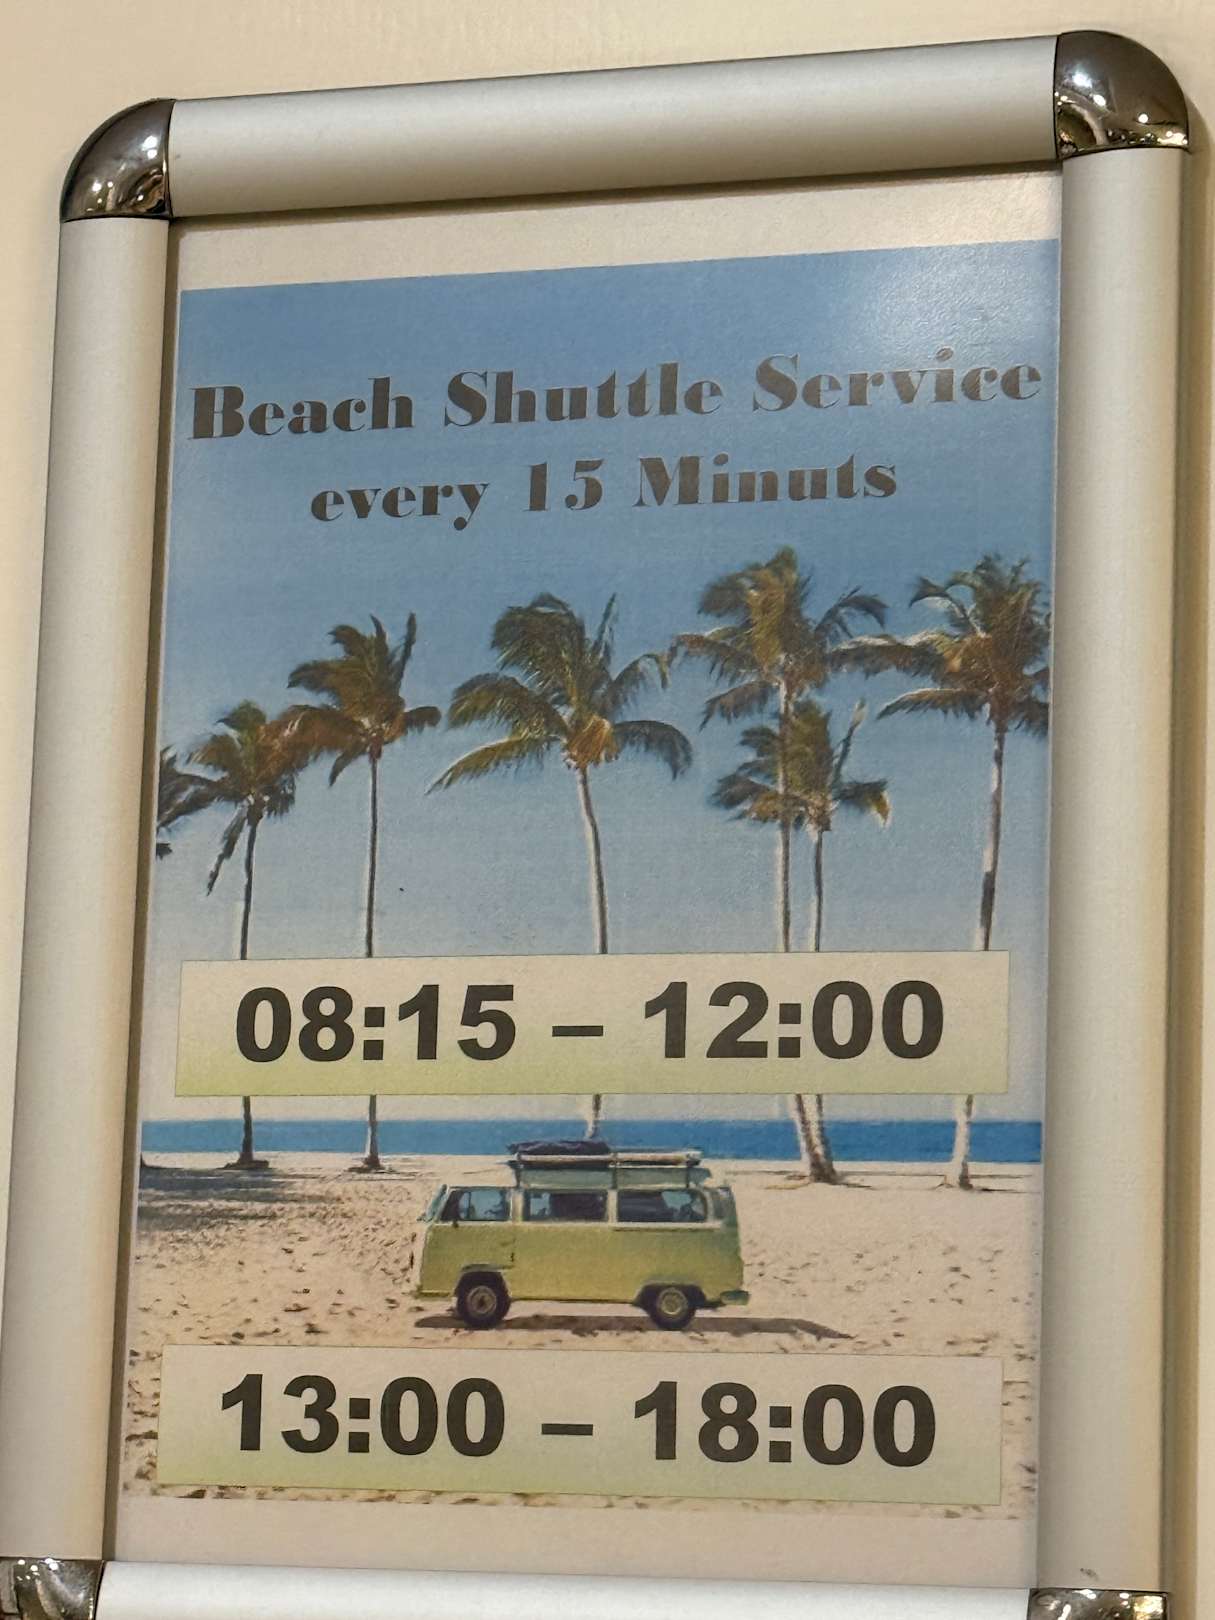 Beach Shuttle Service
every 15 Minuts
08:15 – 12:00
13:00 – 18:00